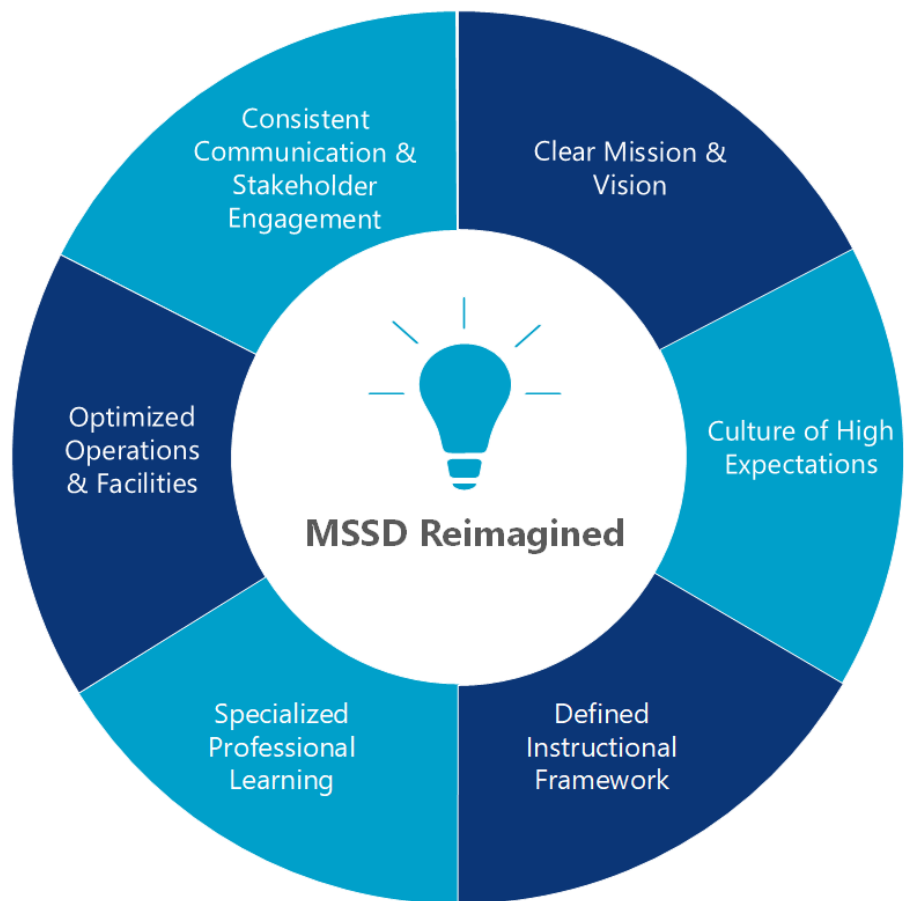 Consistent
Communication &
Stakeholder
Engagement
Clear Mission &
Vision
Optimized
Operations
& Facilities
Culture of High
Expectations
MSSD Reimagined
Specialized
Professional
Learning
Defined
Instructional
Framework